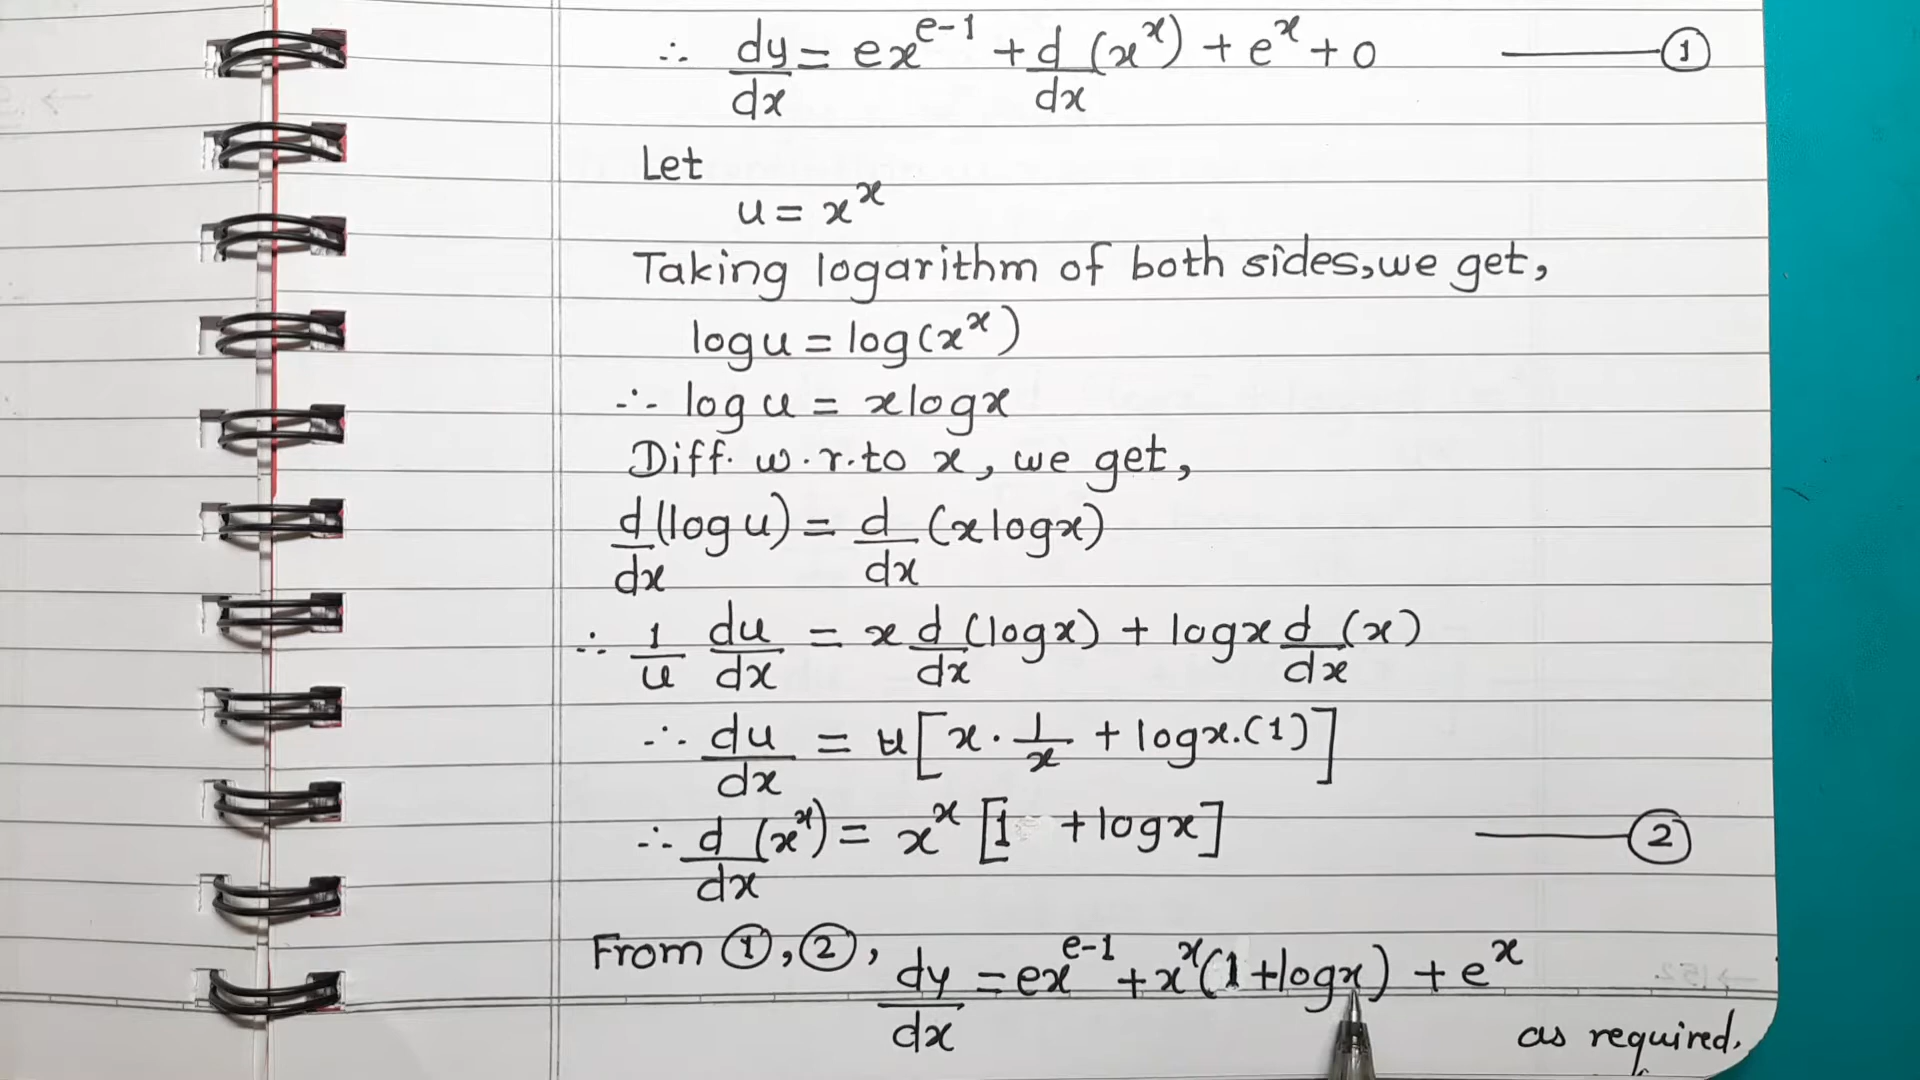 ∴ dy/dx = ex^(e-1) + d/dx (x^x) + e^x + 0 —— ①
Let
u = x^x
Taking logarithm of both sides, we get,
log u = log(x^x)
∴ log u = x log x
Diff. w.r.to x, we get,
d/dx (log u) = d/dx (x log x)
∴ 1/u du/dx = x d/dx (log x) + log x d/dx (x)
∴ du/dx = u [x · 1/x + log x.(1)]
∴ d/dx (x^x) = x^x [1 + log x] —— ②
From ①, ②, dy/dx = ex^(e-1) + x^x (1 + log x) + e^x
as required.